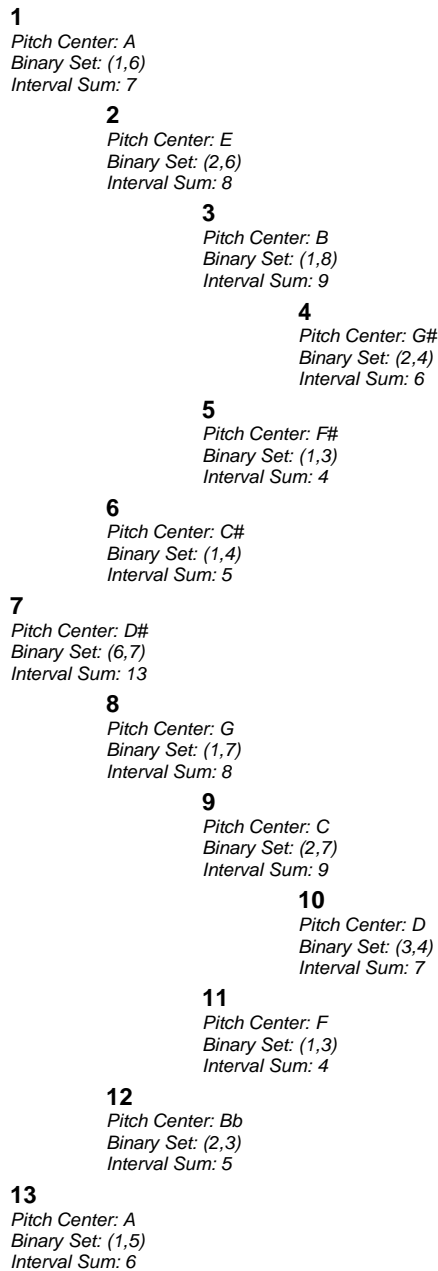 1
Pitch Center: A
Binary Set: (1,6)
Interval Sum: 7
2
Pitch Center: E
Binary Set: (2,6)
Interval Sum: 8
3
Pitch Center: B
Binary Set: (1,8)
Interval Sum: 9
4
Pitch Center: G#
Binary Set: (2,4)
Interval Sum: 6
5
Pitch Center: F#
Binary Set: (1,3)
Interval Sum: 4
6
Pitch Center: C#
Binary Set: (1,4)
Interval Sum: 5
7
Pitch Center: D#
Binary Set: (6,7)
Interval Sum: 13
8
Pitch Center: G
Binary Set: (1,7)
Interval Sum: 8
9
Pitch Center: C
Binary Set: (2,7)
Interval Sum: 9
10
Pitch Center: D
Binary Set: (3,4)
Interval Sum: 7
11
Pitch Center: F
Binary Set: (1,3)
Interval Sum: 4
12
Pitch Center: Bb
Binary Set: (2,3)
Interval Sum: 5
13
Pitch Center: A
Binary Set: (1,5)
Interval Sum: 6